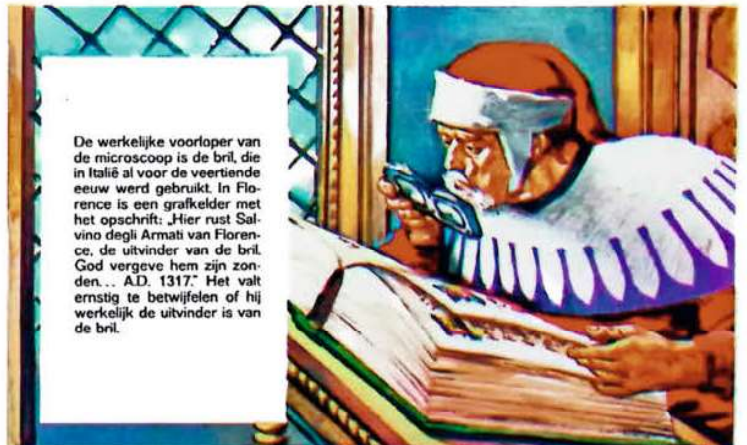 De werkelijke voorloper van
de microscoop is de bril, die
in Italië al voor de veertiende
eeuw werd gebruikt. In Flo-
rence is een grafkelder met
het opschrift: „Hier rust Sal-
vino degli Armati van Floren-
ce, de uitvinder van de bril.
God vergeve hem zijn zon-
den... A.D. 1317.” Het valt
ernstig te betwijfelen of hij
werkelijk de uitvinder is van
de bril.